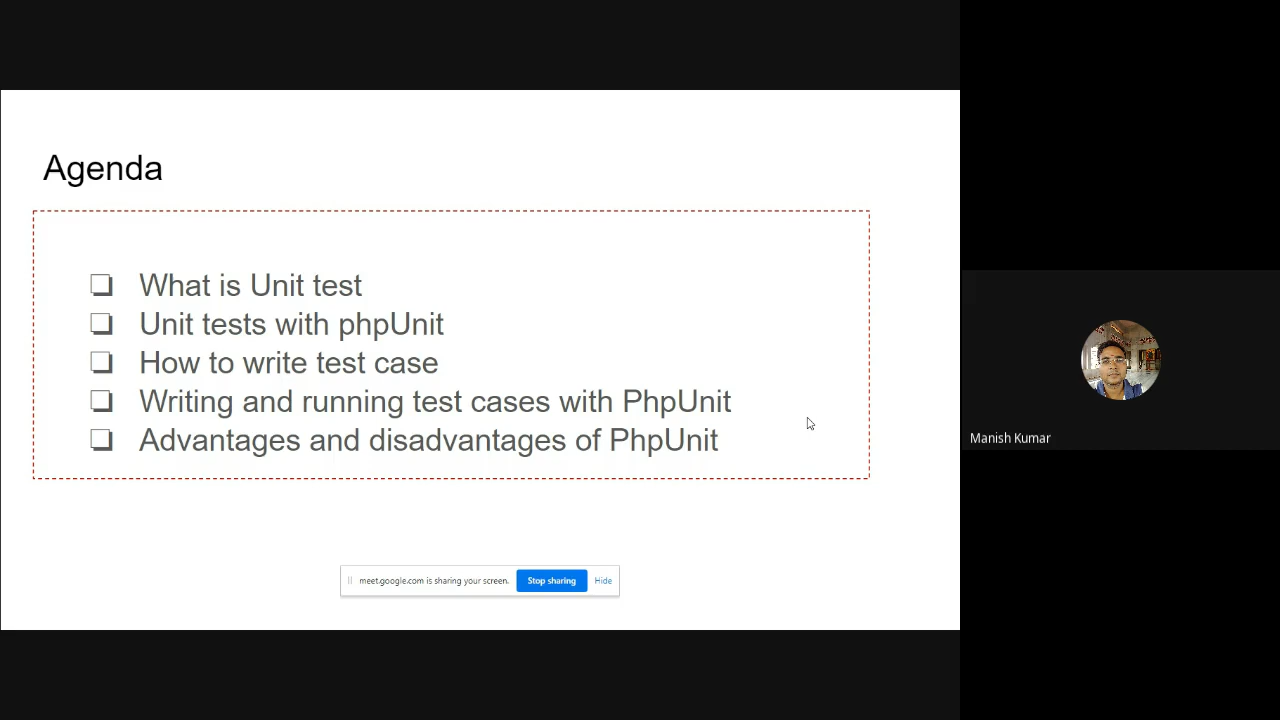 Agenda
What is Unit test
Unit tests with phpUnit
How to write test case
Writing and running test cases with PhpUnit
Advantages and disadvantages of PhpUnit
meet.google.com is sharing your screen. Stop sharing Hide
Manish Kumar